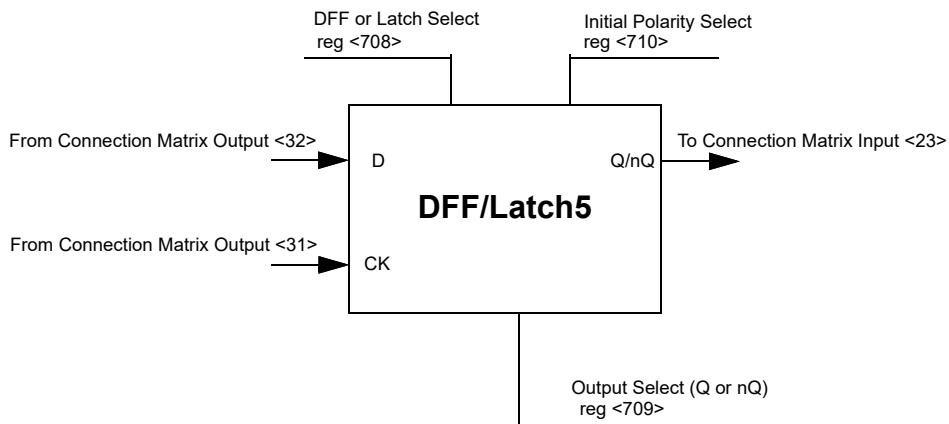 DFF or Latch Select
reg <708>
Initial Polarity Select
reg <710>
From Connection Matrix Output <32>
D
Q/nQ
To Connection Matrix Input <23>
DFF/Latch5
From Connection Matrix Output <31>
CK
Output Select (Q or nQ)
reg <709>